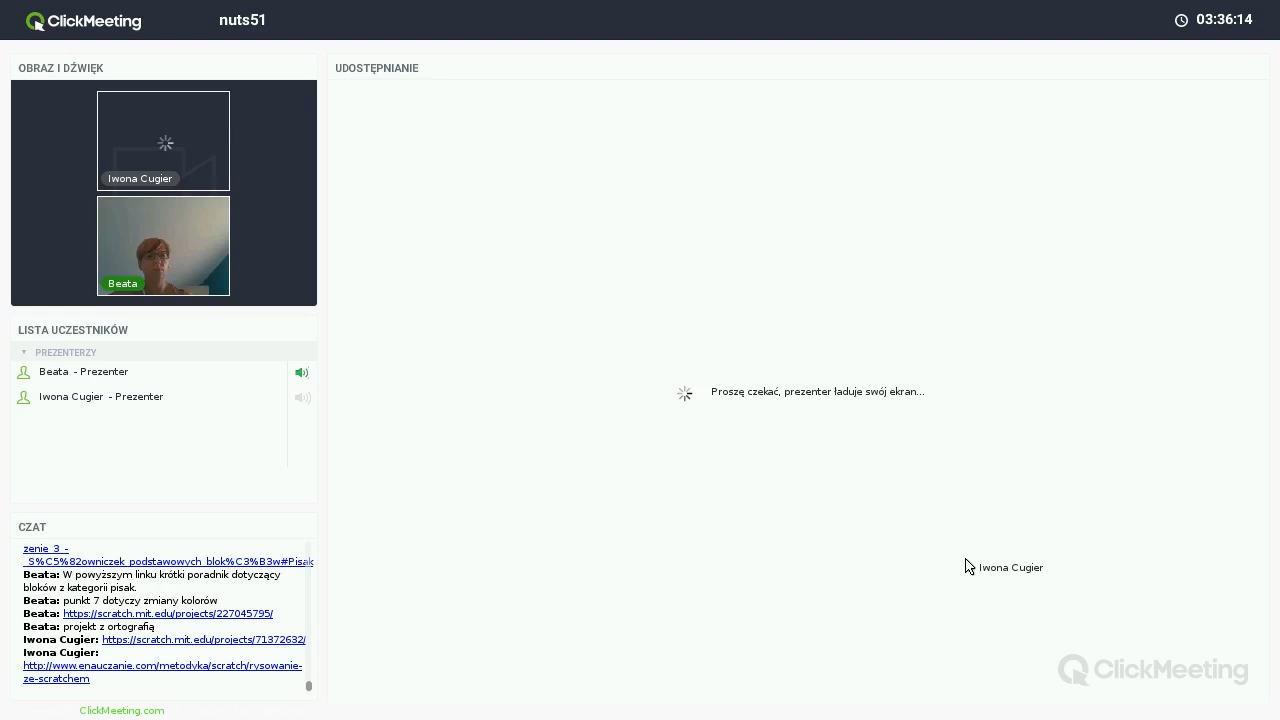 ClickMeeting
nuts51
03:36:14
OBRAZ I DŹWIĘK
Iwona Cugier
Beata
LISTA UCZESTNIKÓW
PREZENTERZY
Beata - Prezenter
Iwona Cugier - Prezenter
CZAT
zenie_3_-
_S%C5%82owniczek_podstawowych_blok%C3%B3w#Pisak
Beata: W powyższym linku krótki poradnik dotyczący
bloków z kategorii pisak.
Beata: punkt 7 dotyczy zmiany kolorów
Beata: https://scratch.mit.edu/projects/227045795/
Beata: projekt z ortografią
Iwona Cugier: https://scratch.mit.edu/projects/71372632/
Iwona Cugier:
http://www.enauczanie.com/metodyka/scratch/rysowanie-
ze-scratchem
ClickMeeting.com
UDOSTĘPNIANIE
Proszę czekać, prezenter ładuje swój ekran...
Iwona Cugier
ClickMeeting